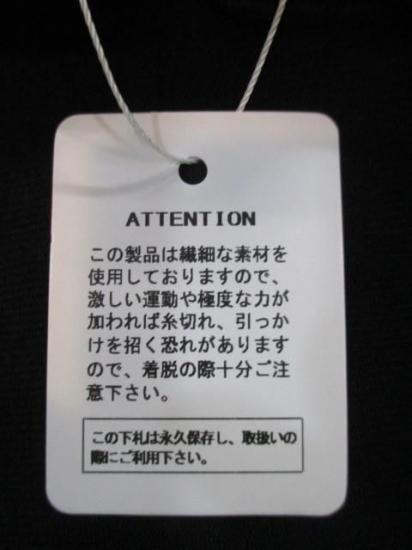 ATTENTION
この製品は繊細な素材を
使用しておりますので、
激しい運動や極度な力が
加われば糸切れ、引っか
けを招く恐れがあります
ので、着脱の際十分ご注
意下さい。
この下札は永久保存し、取扱いの
際にご利用下さい。